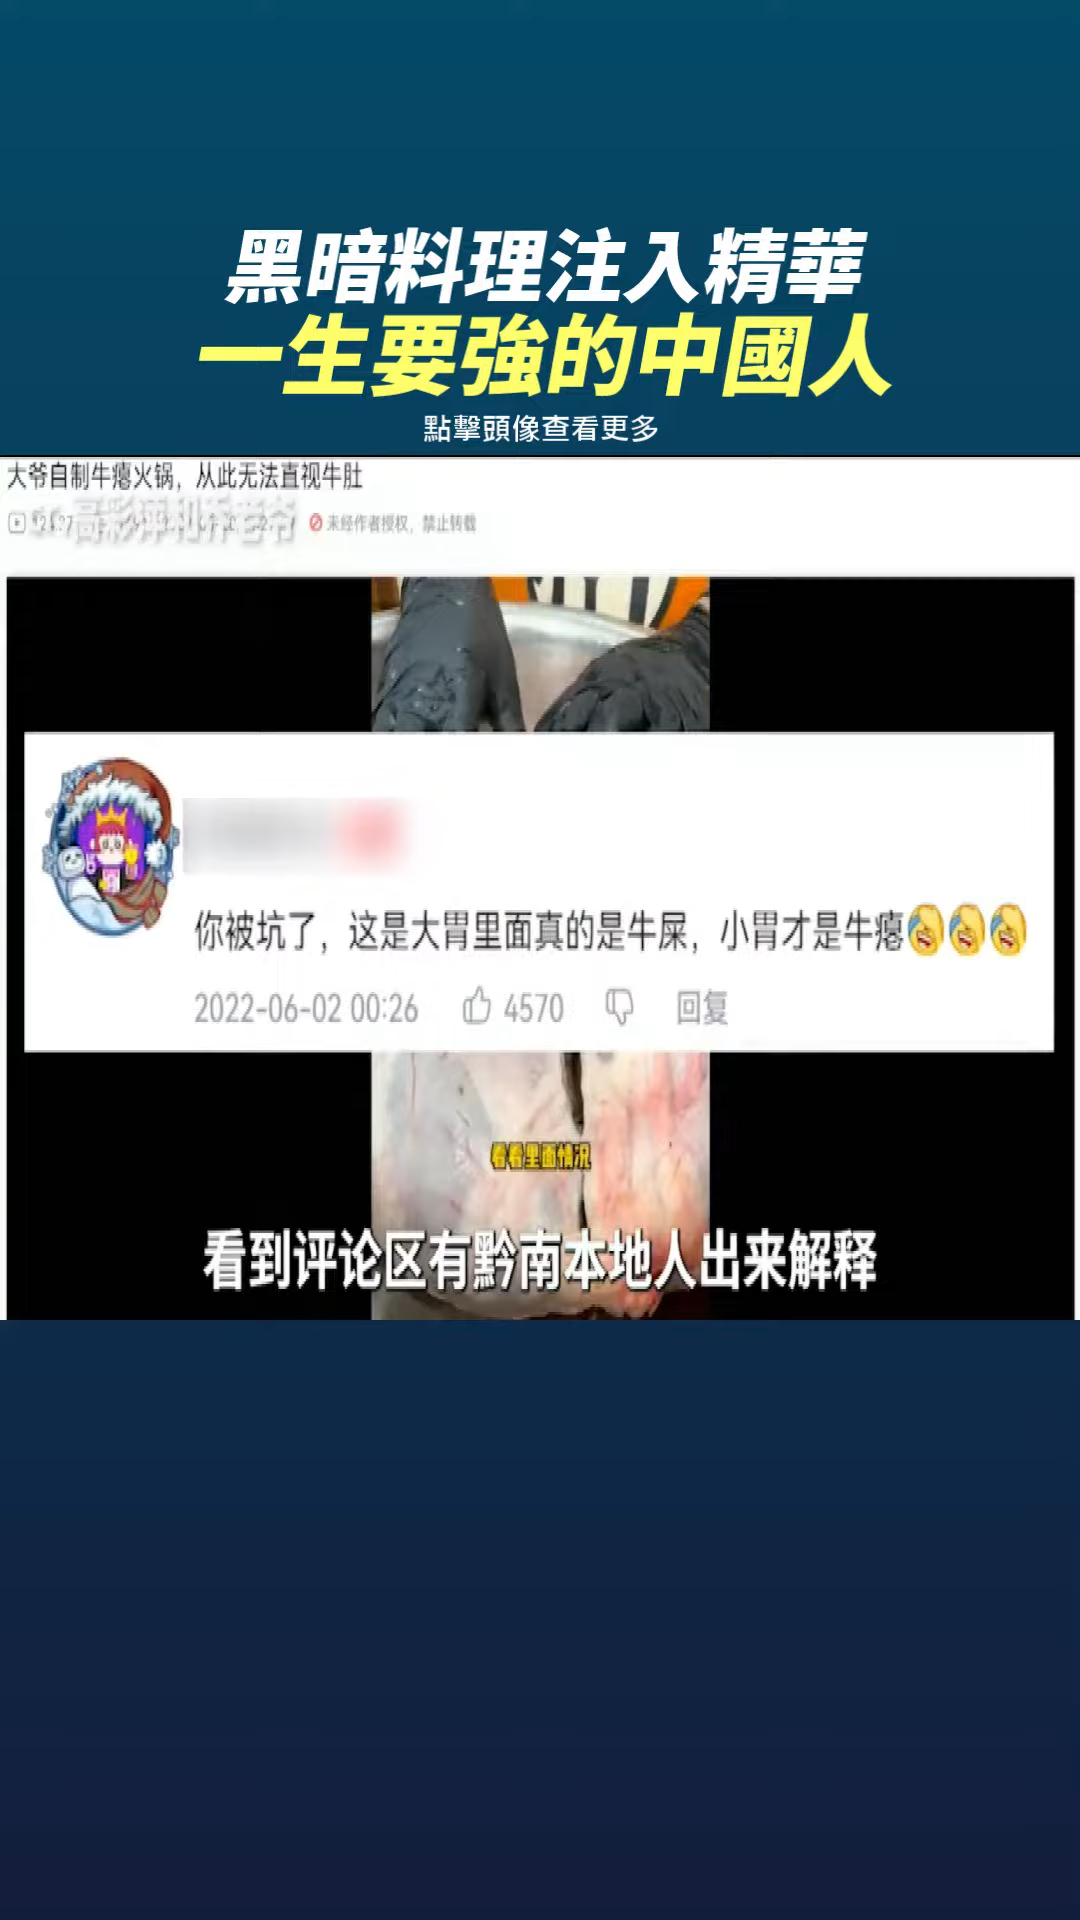 黑暗料理注入精華
一生要強的中國人
點擊頭像查看更多
大爷自制牛瘪火锅，从此无法直视牛肚
未经作者授权，禁止转载
你被坑了，这是大胃里面真的是牛屎，小胃才是牛瘪
2022-06-02 00:26 4570 回复
看看里面情况
看到评论区有黔南本地人出来解释